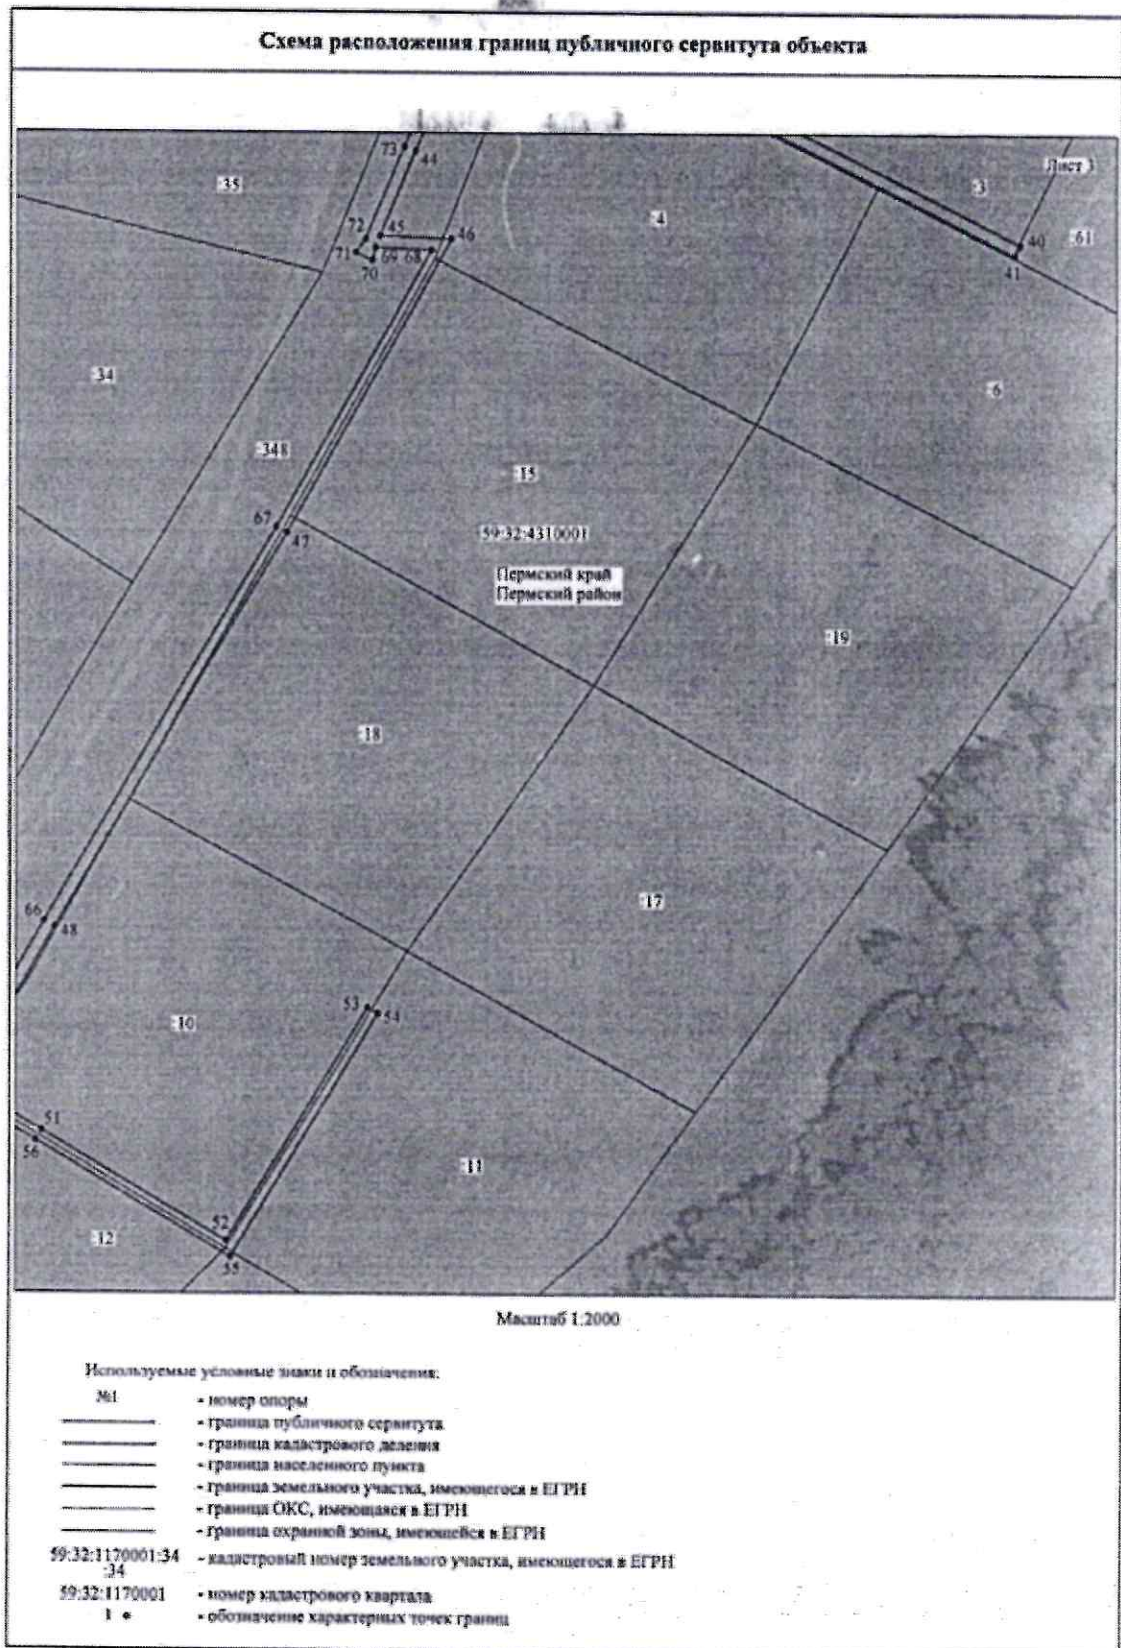 Схема расположения границ публичного сервитута объекта
Лист 3
73
44
:35
:3
:4
72
45
46
40
:61
71
69
68
41
70
:34
:6
:348
:15
67
47
59:32:4310001
Пермский край
Пермский район
:19
:18
:17
66
48
53
54
:10
51
56
:11
52
:12
55
Масштаб 1:2000
Используемые условные знаки и обозначения:
№1 - номер опоры
- граница публичного сервитута
- граница кадастрового деления
- граница населенного пункта
- граница земельного участка, имеющегося в ЕГРН
- граница ОКС, имеющаяся в ЕГРН
- граница охранной зоны, имеющейся в ЕГРН
59:32:1170001:34 - кадастровый номер земельного участка, имеющегося в ЕГРН
:34
59:32:1170001 - номер кадастрового квартала
1 - обозначение характерных точек границ